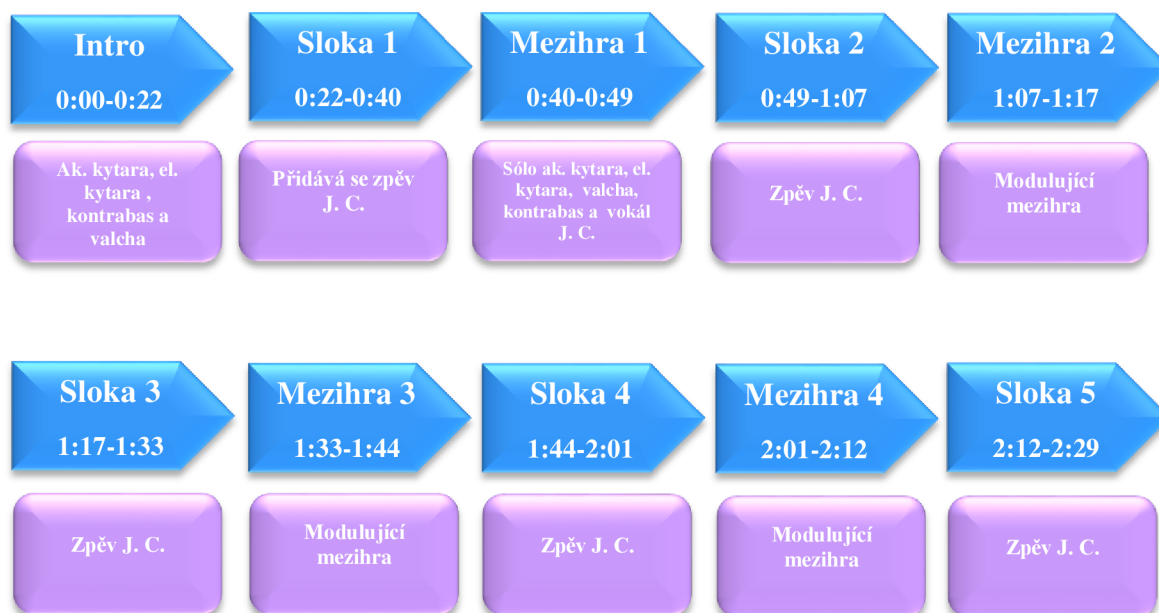 Intro
0:00-0:22
Sloka 1
0:22-0:40
Mezihra 1
0:40-0:49
Sloka 2
0:49-1:07
Mezihra 2
1:07-1:17
Ak. kytara, el.
kytara ,
kontrabas a
valcha
Přidává se zpěv
J. C.
Sólo ak. kytara, el.
kytara, valcha,
kontrabas a vokál
J. C.
Zpěv J. C.
Modulující
mezihra
Sloka 3
1:17-1:33
Mezihra 3
1:33-1:44
Sloka 4
1:44-2:01
Mezihra 4
2:01-2:12
Sloka 5
2:12-2:29
Zpěv J. C.
Modulující
mezihra
Zpěv J. C.
Modulující
mezihra
Zpěv J. C.